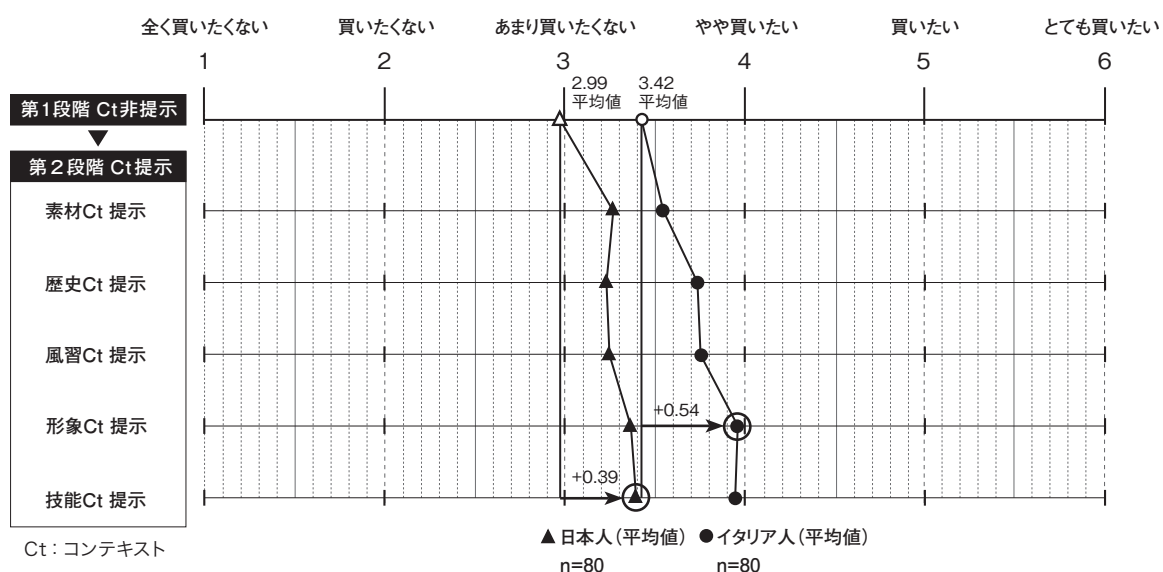 全く買いたくない 買いたくない あまり買いたくない やや買いたい 買いたい とても買いたい
1 2 3 4 5 6
2.99 3.42
平均値 平均値
第1段階 Ct非提示
▼
第2段階 Ct提示
素材Ct 提示
歴史Ct 提示
風習Ct 提示
形象Ct 提示
+0.54
技能Ct 提示
+0.39
Ct：コンテキスト
▲日本人（平均値） ●イタリア人（平均値）
n=80 n=80